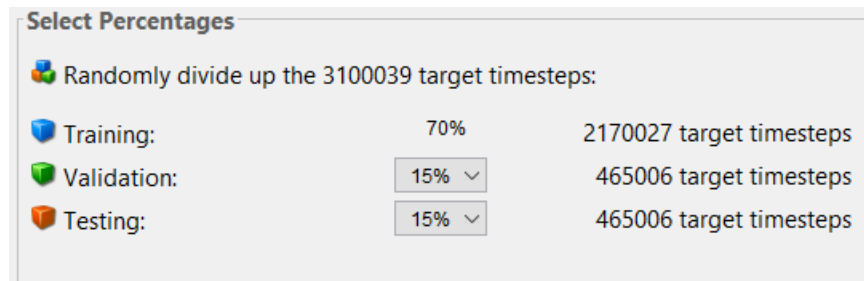 Select Percentages
Randomly divide up the 3100039 target timesteps:
Training: 70% 2170027 target timesteps
Validation: 15% 465006 target timesteps
Testing: 15% 465006 target timesteps